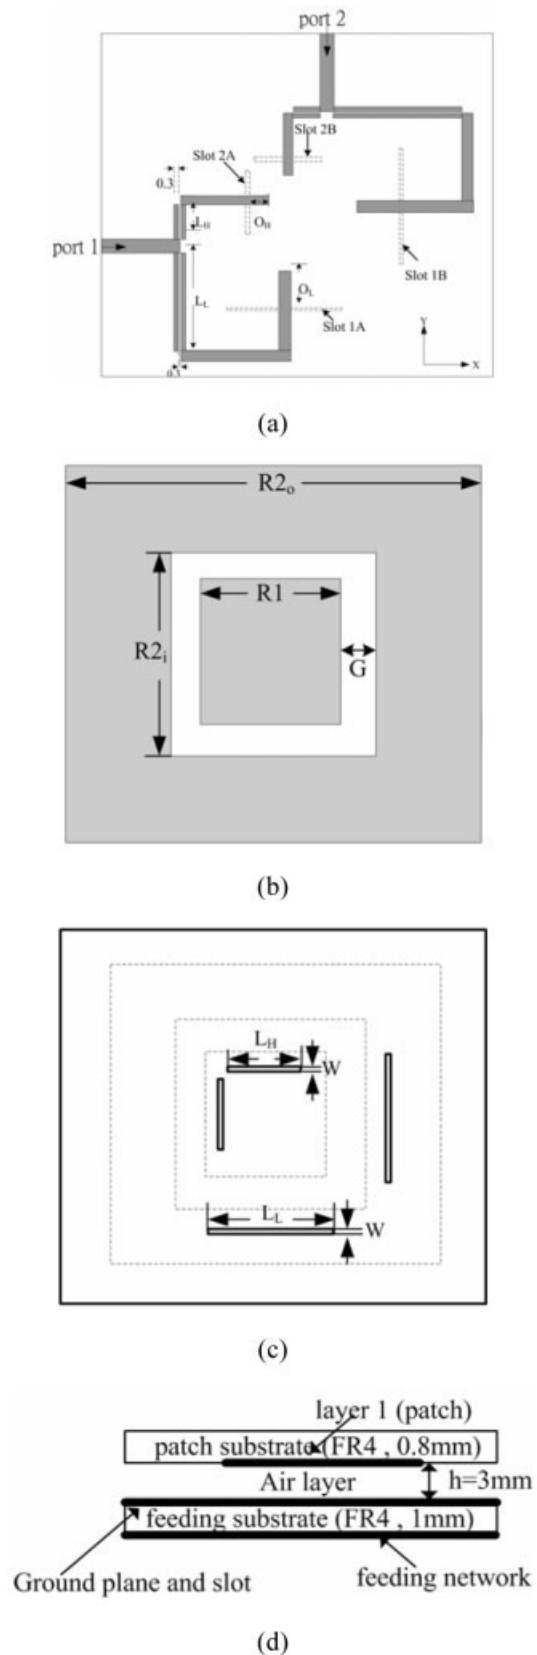 port 2
Slot 2B
Slot 2A
0.3
L_H
O_H
port 1
O_L
Slot 1B
L_L
Slot 1A
Y
X
0.3
(a)
R2_o
R1
R2_i
G
(b)
L_H
W
L_L
W
(c)
layer 1 (patch)
patch substrate (FR4 , 0.8mm)
Air layer
h=3mm
feeding substrate (FR4 , 1mm)
Ground plane and slot
feeding network
(d)